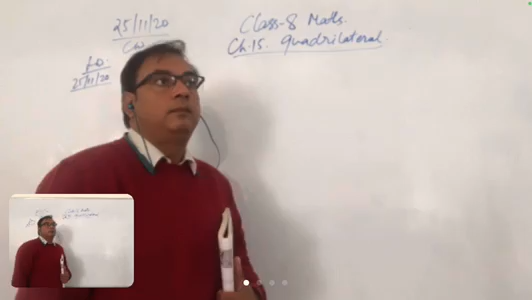 25/11/20
Cw
Class-8 Maths.
Ch.15. Quadrilateral.
25/11/20